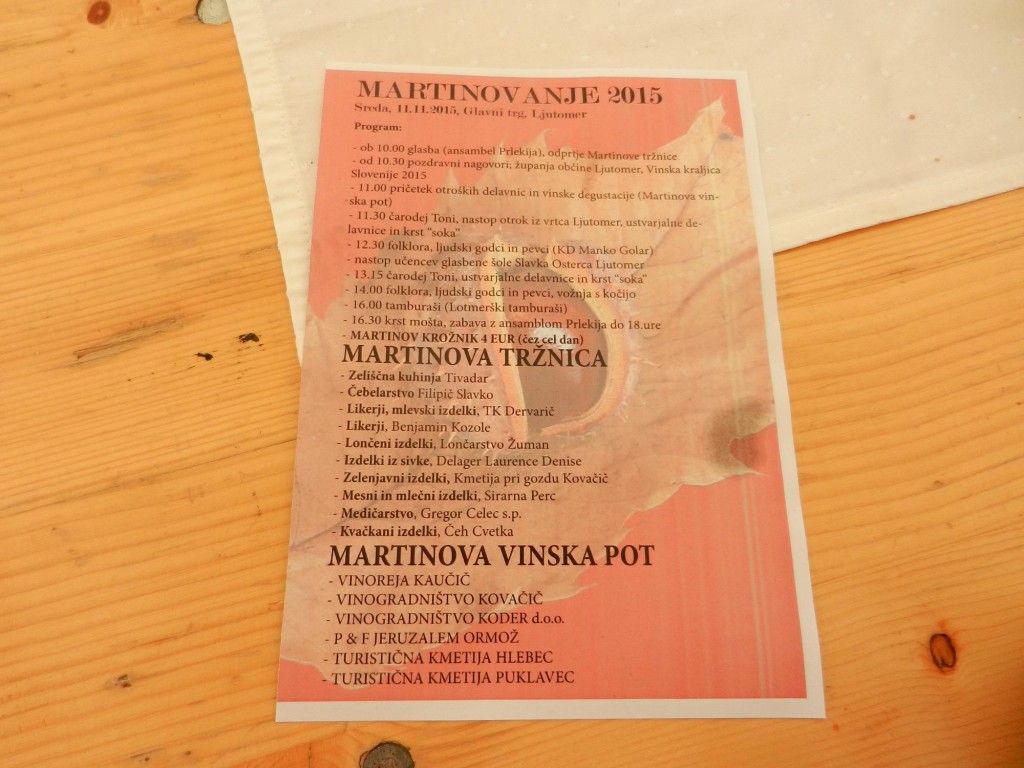 MARTINOVANJE 2015
Sreda, 11.11.2015, Glavni trg, Ljutomer
Program:
- ob 10.00 glasba (ansambel Prlekija), odprtje Martinove tržnice
- od 10.30 pozdravni nagovori; županja občine Ljutomer, Vinska kraljica
Slovenije 2015
- 11.00 pričetek otroških delavnic in vinske degustacije (Martinova vin-
ska pot)
- 11.30 čarodej Toni, nastop otrok iz vrtca Ljutomer, ustvarjalne de-
lavnice in krst "soka"
- 12.30 folklora, ljudski godci in pevci (KD Manko Golar)
- nastop učencev glasbene šole Slavka Osterca Ljutomer
- 13.15 čarodej Toni, ustvarjalne delavnice in krst "soka"
- 14.00 folklora, ljudski godci in pevci, vožnja s kočijo
- 16.00 tamburaši (Lotmerški tamburaši)
- 16.30 krst mošta, zabava z ansamblom Prlekija do 18.ure
- MARTINOV KROŽNIK 4 EUR (čez cel dan)
MARTINOVA TRŽNICA
- Zeliščna kuhinja Tivadar
- Čebelarstvo Filipič Slavko
- Likerji, mlevski izdelki, TK Dervarič
- Likerji, Benjamin Kozole
- Lončeni izdelki, Lončarstvo Žuman
- Izdelki iz sivke, Delager Laurence Denise
- Zelenjavni izdelki, Kmetija pri gozdu Kovačič
- Mesni in mlečni izdelki, Sirarna Perc
- Medičarstvo, Gregor Celec s.p.
- Kvačkani izdelki, Čeh Cvetka
MARTINOVA VINSKA POT
- VINOREJA KAUČIČ
- VINOGRADNIŠTVO KOVAČIČ
- VINOGRADNIŠTVO KODER d.o.o.
- P & F JERUZALEM ORMOŽ
- TURISTIČNA KMETIJA HLEBEC
- TURISTIČNA KMETIJA PUKLAVEC